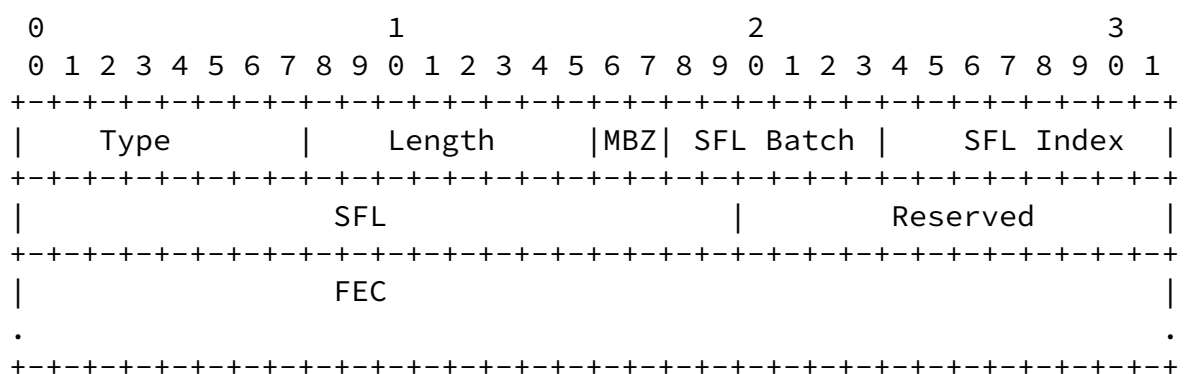 0                   1                   2                   3
 0 1 2 3 4 5 6 7 8 9 0 1 2 3 4 5 6 7 8 9 0 1 2 3 4 5 6 7 8 9 0 1
+-+-+-+-+-+-+-+-+-+-+-+-+-+-+-+-+-+-+-+-+-+-+-+-+-+-+-+-+-+-+-+-+
|    Type       |    Length     |MBZ| SFL Batch |    SFL Index  |
+-+-+-+-+-+-+-+-+-+-+-+-+-+-+-+-+-+-+-+-+-+-+-+-+-+-+-+-+-+-+-+-+
|                 SFL                   |        Reserved       |
+-+-+-+-+-+-+-+-+-+-+-+-+-+-+-+-+-+-+-+-+-+-+-+-+-+-+-+-+-+-+-+-+
|                 FEC                                           |
.                                                               .
+-+-+-+-+-+-+-+-+-+-+-+-+-+-+-+-+-+-+-+-+-+-+-+-+-+-+-+-+-+-+-+-+